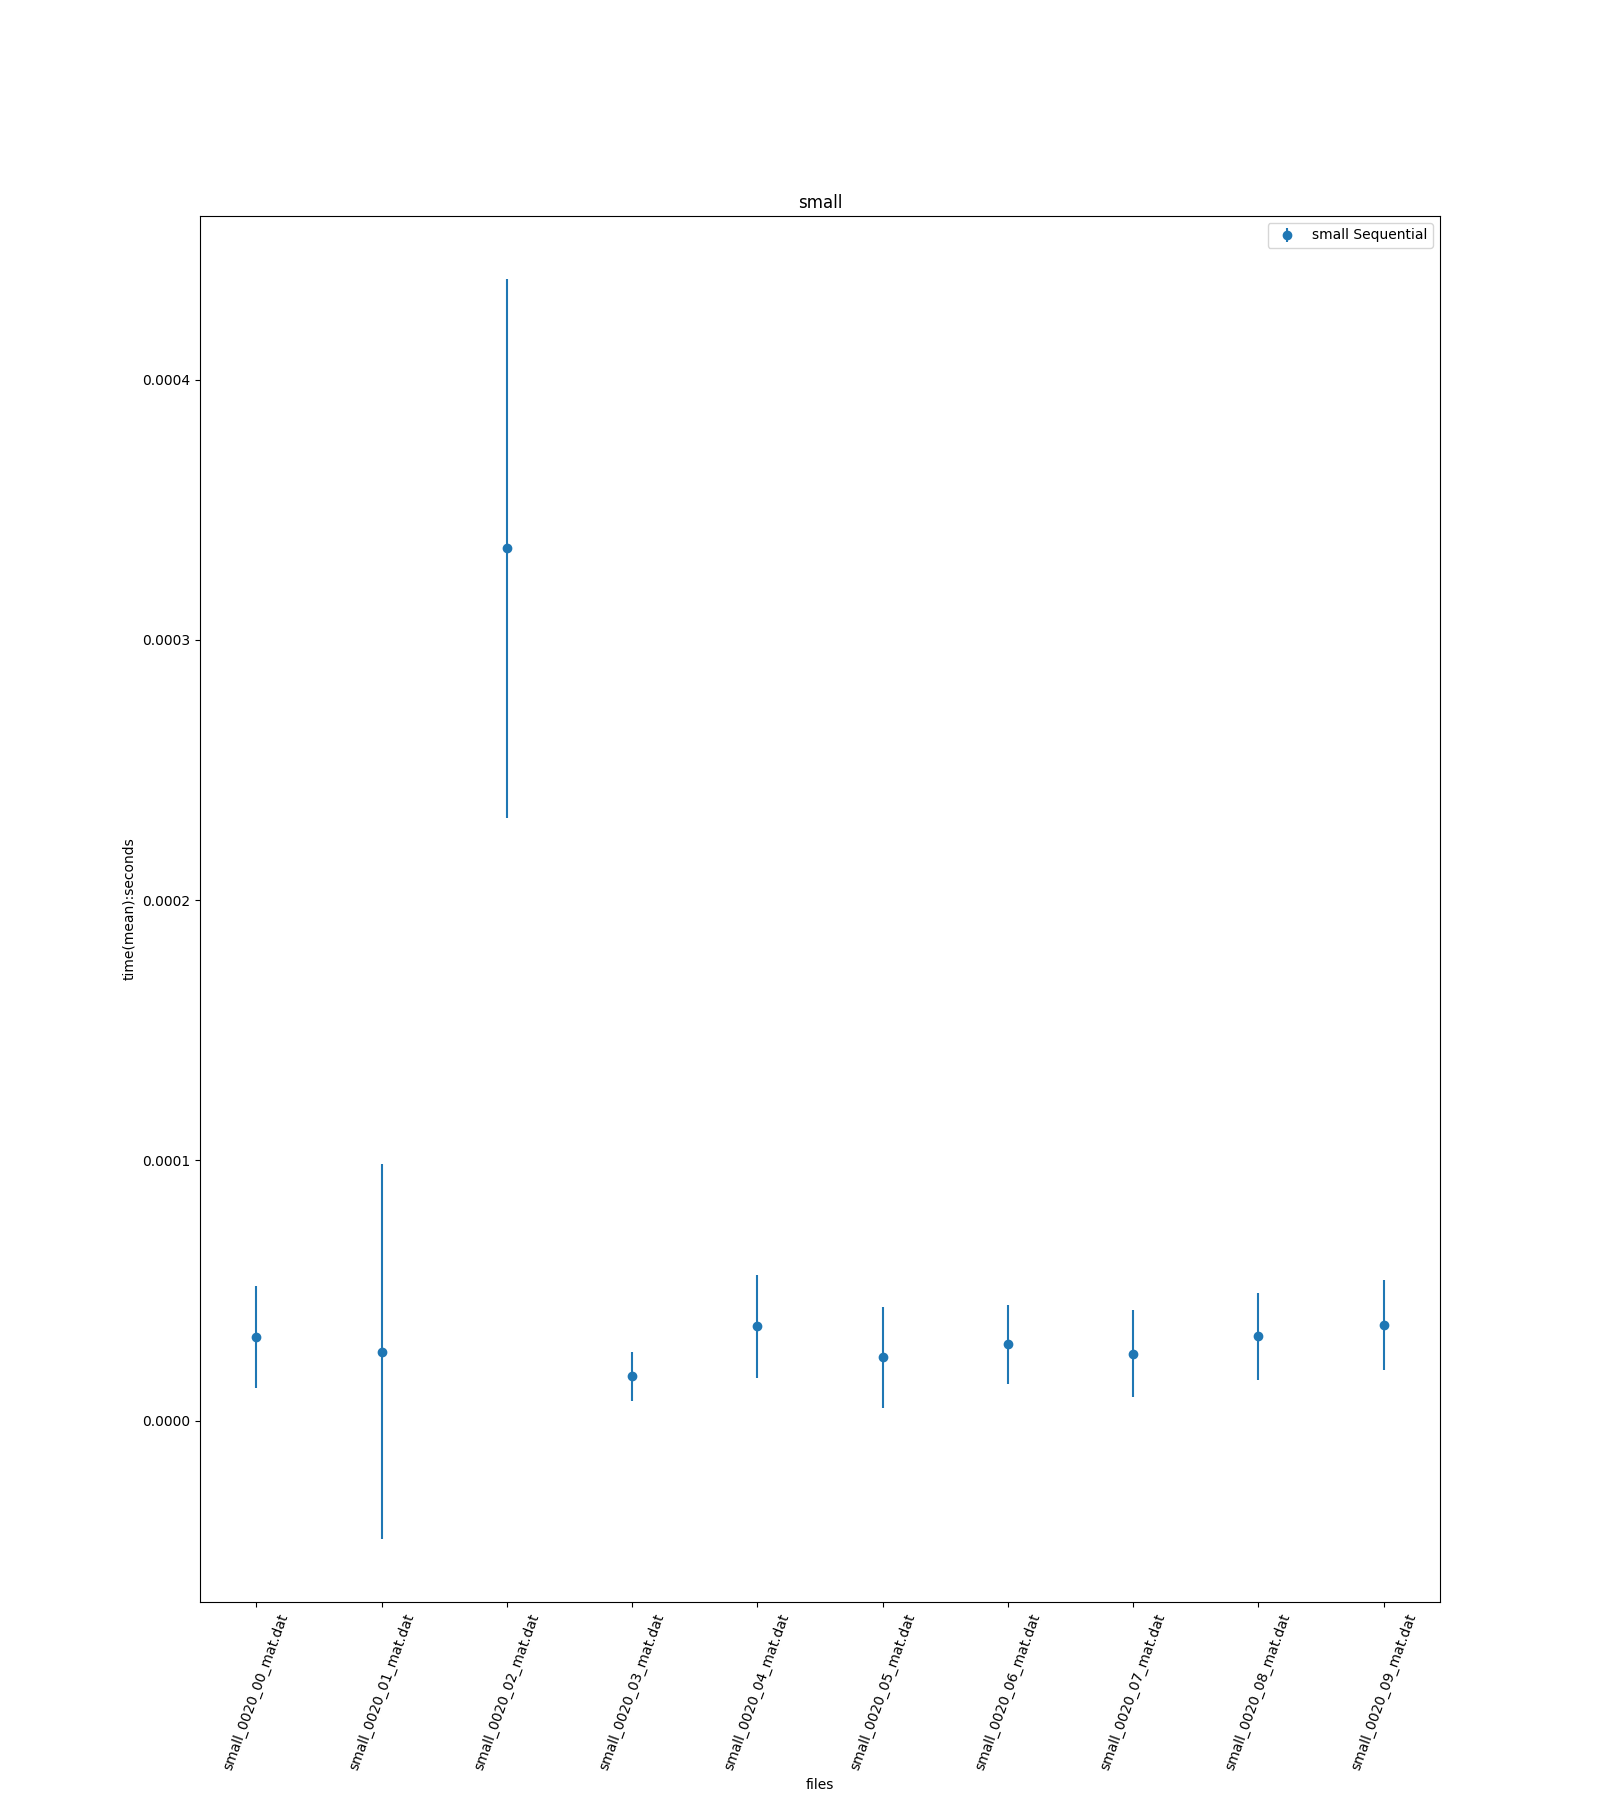 small
small Sequential
0.0004
0.0003
0.0002
0.0001
0.0000
time(mean):seconds
small_0020_00_mat.dat
small_0020_01_mat.dat
small_0020_02_mat.dat
small_0020_03_mat.dat
small_0020_04_mat.dat
small_0020_05_mat.dat
small_0020_06_mat.dat
small_0020_07_mat.dat
small_0020_08_mat.dat
small_0020_09_mat.dat
files